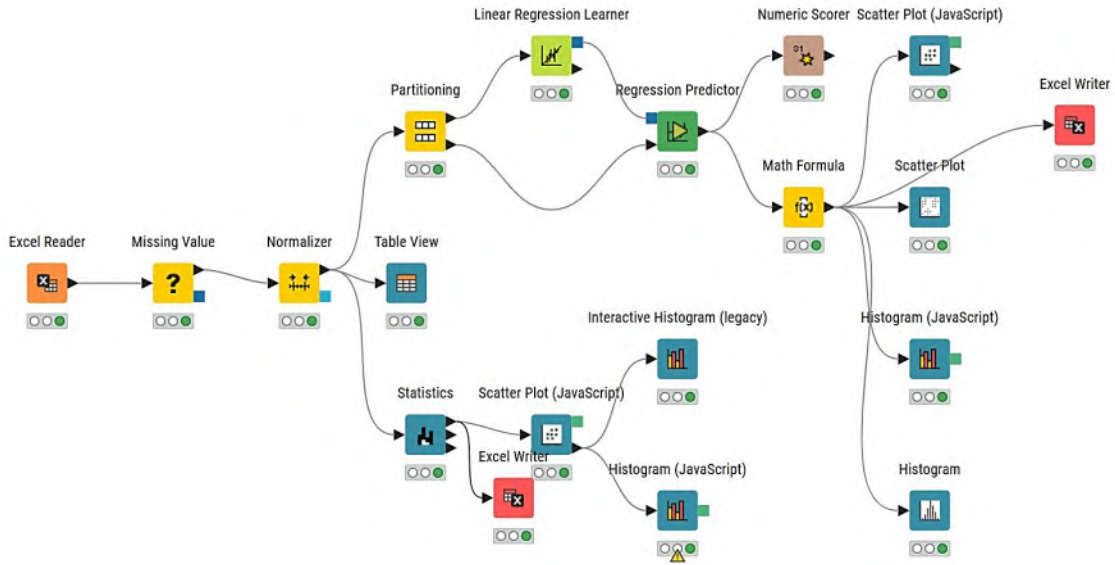 Linear Regression Learner
Numeric Scorer
Scatter Plot (JavaScript)
Excel Writer
Partitioning
Regression Predictor
Math Formula
Scatter Plot
Excel Reader
Missing Value
Normalizer
Table View
Interactive Histogram (legacy)
Histogram (JavaScript)
Statistics
Scatter Plot (JavaScript)
Excel Writer
Histogram (JavaScript)
Histogram
S1
?
f(x)